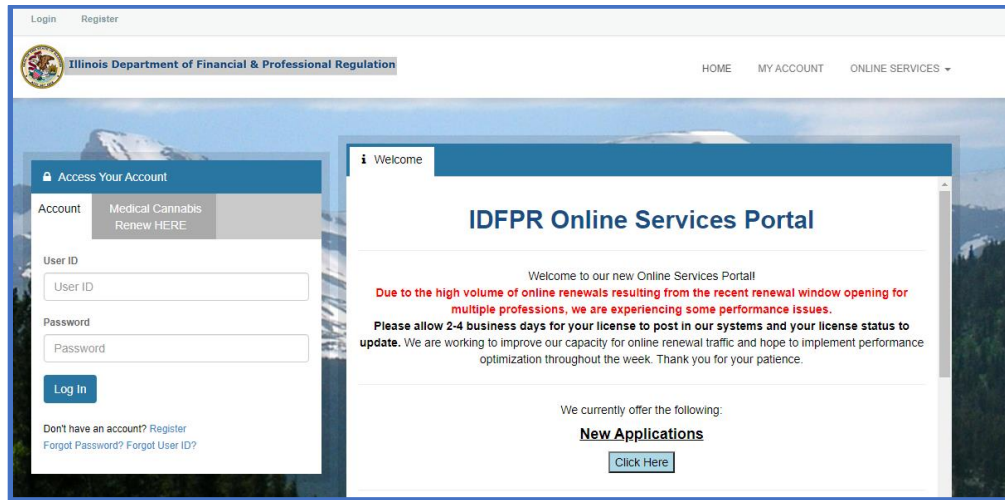 Login Register
Illinois Department of Financial & Professional Regulation
HOME MY ACCOUNT ONLINE SERVICES
Access Your Account
Account Medical Cannabis
Renew HERE
User ID
User ID
Password
Password
Log In
Don't have an account? Register
Forgot Password? Forgot User ID?
i Welcome
IDFPR Online Services Portal
Welcome to our new Online Services Portal!
Due to the high volume of online renewals resulting from the recent renewal window opening for
multiple professions, we are experiencing some performance issues.
Please allow 2-4 business days for your license to post in our systems and your license status to
update. We are working to improve our capacity for online renewal traffic and hope to implement performance
optimization throughout the week. Thank you for your patience.
We currently offer the following:
New Applications
Click Here